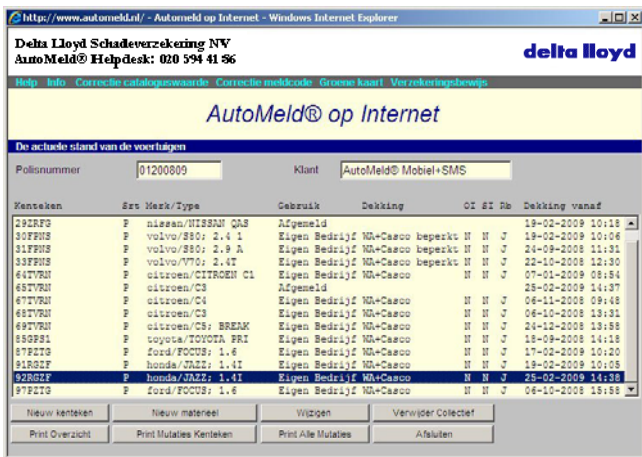 http://www.automeld.nl/ - Automeld op Internet - Windows Internet Explorer
Delta Lloyd Schadeverzekering NV
AutoMeld® Helpdesk: 020 594 41 56
delta lloyd
Help Info Correctie cataloguswaarde Correctie meldcode Groene kaart Verzekeringsbewijs
AutoMeld® op Internet
De actuele stand van de voertuigen
Polisnummer 01200809 Klant AutoMeld® Mobiel+SMS
Kenteken Srt Merk/Type Gebruik Dekking OI SI Rb Dekking vanaf
29ZRFG P nissan/NISSAN QAS Afgemeld 19-02-2009 10:18
30FPNS P volvo/S80; 2.4 1 Eigen Bedrijf WA+Casco beperkt N N J 19-02-2009 10:00
31FPNS P volvo/S80; 2.9 A Eigen Bedrijf WA+Casco beperkt N N J 24-09-2008 11:31
33FPNS P volvo/V70; 2.4T Eigen Bedrijf WA+Casco beperkt N N J 22-10-2008 12:30
64TVRN P citroen/CITROEN C1 Eigen Bedrijf WA+Casco N N J 07-01-2009 08:54
65TVRN P citroen/C3 Afgemeld 25-02-2009 14:37
67TVRN P citroen/C4 Eigen Bedrijf WA+Casco N N J 06-11-2008 09:48
68TVRN P citroen/C3 Eigen Bedrijf WA+Casco N N J 06-10-2008 13:31
69TVRN P citroen/C5; BREAK Eigen Bedrijf WA+Casco N N J 24-12-2008 13:58
85GPS1 P toyota/TOYOTA PRI Eigen Bedrijf WA+Casco N N J 18-09-2008 14:18
87PZTG P ford/FOCUS; 1.6 Eigen Bedrijf WA+Casco N N J 17-02-2009 10:20
91RGZF P honda/JAZZ; 1.4I Eigen Bedrijf WA+Casco N N J 19-02-2009 10:05
92RGZF P honda/JAZZ; 1.4I Eigen Bedrijf WA+Casco N N J 25-02-2009 14:38
97PZTG P ford/FOCUS; 1.6 Eigen Bedrijf WA+Casco N N J 06-10-2008 15:58
Nieuw kenteken Nieuw materieel Wijzigen Verwijder Collectief
Print Overzicht Print Mutaties Kenteken Print Alle Mutaties Afsluiten